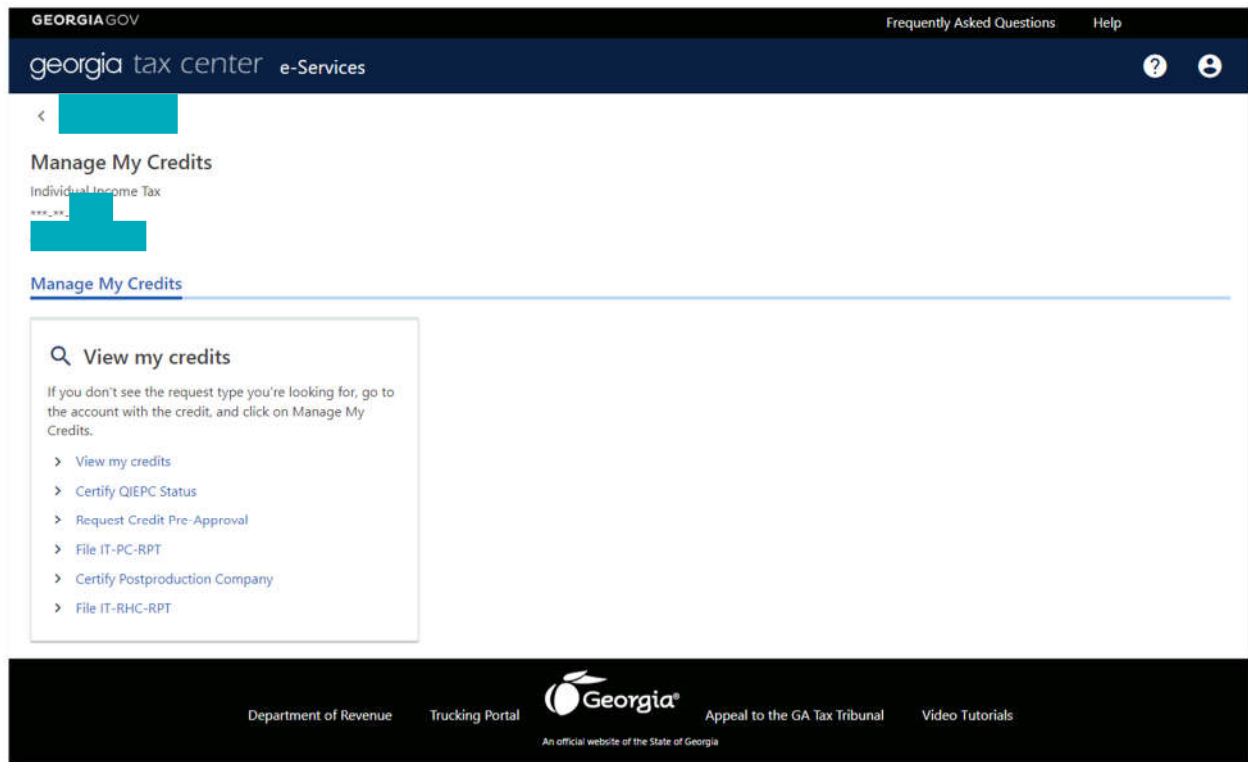 GEORGIAGOV
Frequently Asked Questions Help
georgia tax center e-Services
Manage My Credits
Individual Income Tax
***-**-
Manage My Credits
View my credits
If you don't see the request type you're looking for, go to
the account with the credit, and click on Manage My
Credits.
View my credits
Certify QIEPC Status
Request Credit Pre-Approval
File IT-PC-RPT
Certify Postproduction Company
File IT-RHC-RPT
Department of Revenue Trucking Portal Georgia® Appeal to the GA Tax Tribunal Video Tutorials
An official website of the State of Georgia